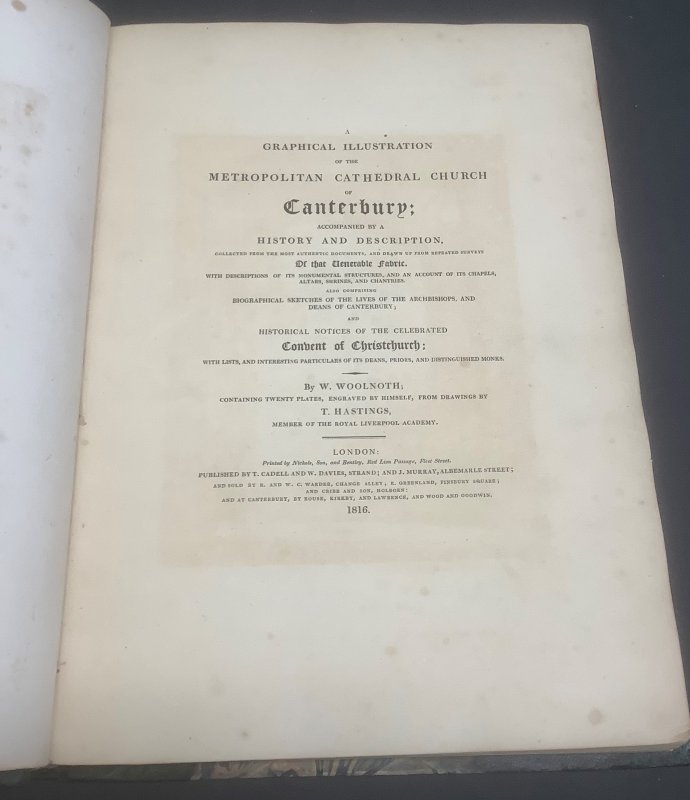 A
GRAPHICAL ILLUSTRATION
OF THE
METROPOLITAN CATHEDRAL CHURCH
OF
Canterbury;
ACCOMPANIED BY A
HISTORY AND DESCRIPTION,
COLLECTED FROM THE MOST AUTHENTIC DOCUMENTS, AND DRAWN UP FROM REPEATED SURVEYS
Of that Venerable Fabric.
WITH DESCRIPTIONS OF ITS MONUMENTAL STRUCTURES, AND AN ACCOUNT OF ITS CHAPELS,
ALTARS, SHRINES, AND CHANTRIES.
ALSO COMPRISING
BIOGRAPHICAL SKETCHES OF THE LIVES OF THE ARCHBISHOPS, AND
DEANS OF CANTERBURY;
AND
HISTORICAL NOTICES OF THE CELEBRATED
Convent of Christchurch;
WITH LISTS, AND INTERESTING PARTICULARS OF ITS DEANS, PRIORS, AND DISTINGUISHED MONKS.
By W. WOOLNOTH;
CONTAINING TWENTY PLATES, ENGRAVED BY HIMSELF, FROM DRAWINGS BY
T. HASTINGS,
MEMBER OF THE ROYAL LIVERPOOL ACADEMY.
LONDON:
Printed by Nichols, Son, and Bentley, Red Lion Passage, Fleet Street.
PUBLISHED BY T. CADELL AND W. DAVIES, STRAND; AND J. MURRAY, ALBEMARLE STREET;
AND SOLD BY R. AND W. C. WARDER, CHANGE ALLEY; E. GREENLAND, FINSBURY SQUARE;
AND CRIBB AND SON, HOLBORN:
AND AT CANTERBURY, BY ROUSE, KIRKBY, AND LAWRENCE, AND WOOD AND GOODWIN.
1816.